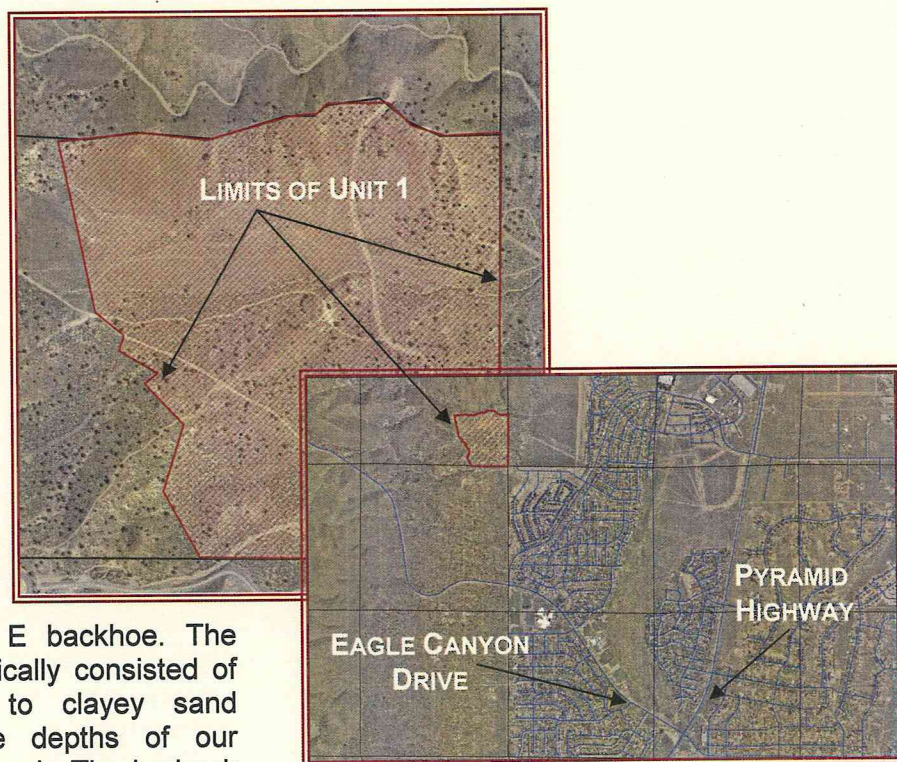 LIMITS OF UNIT 1
PYRAMID
HIGHWAY
EAGLE CANYON
DRIVE
E backhoe. The
ically consisted of
to clayey sand
depths of our